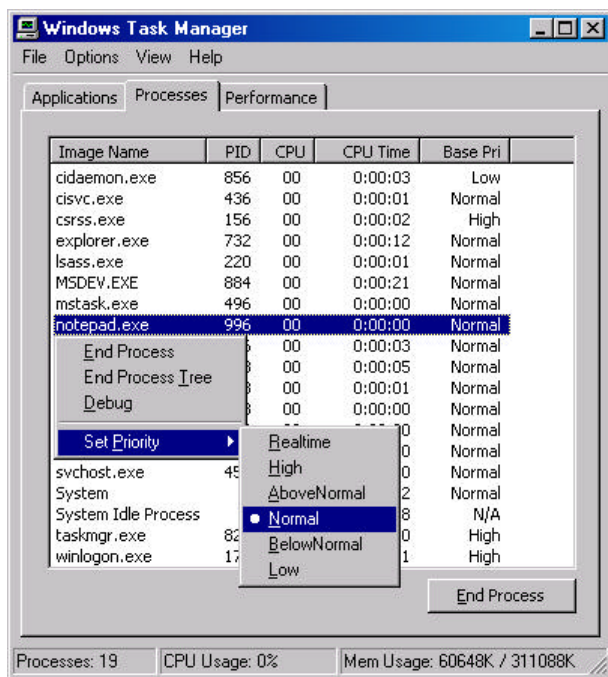 Windows Task Manager
File Options View Help
Applications Processes Performance
Image Name PID CPU CPU Time Base Pri
cidaemon.exe 856 00 0:00:03 Low
cisvc.exe 436 00 0:00:01 Normal
csrss.exe 156 00 0:00:02 High
explorer.exe 732 00 0:00:12 Normal
lsass.exe 220 00 0:00:01 Normal
MSDEV.EXE 884 00 0:00:21 Normal
mstask.exe 496 00 0:00:00 Normal
notepad.exe 996 00 0:00:00 Normal
End Process 00 0:00:03 Normal
End Process Tree 00 0:00:05 Normal
Debug 00 0:00:01 Normal
00 0:00:00 Normal
Set Priority Realtime Normal
High Normal
svchost.exe 45 Normal
System AboveNormal 2 Normal
System Idle Process Normal 8 N/A
taskmgr.exe 82 BelowNormal 0 High
winlogon.exe 17 Low 1 High
End Process
Processes: 19 CPU Usage: 0% Mem Usage: 60648K / 311088K